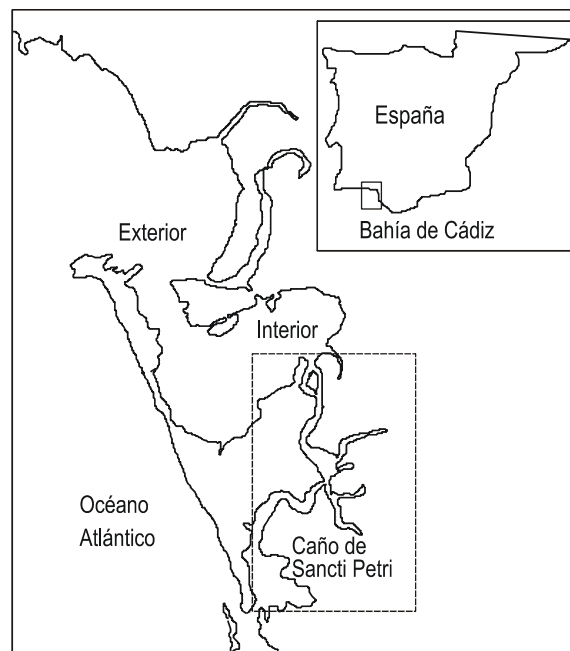 España
Bahía de Cádiz
Exterior
Interior
Océano
Atlántico
Caño de
Sancti Petri